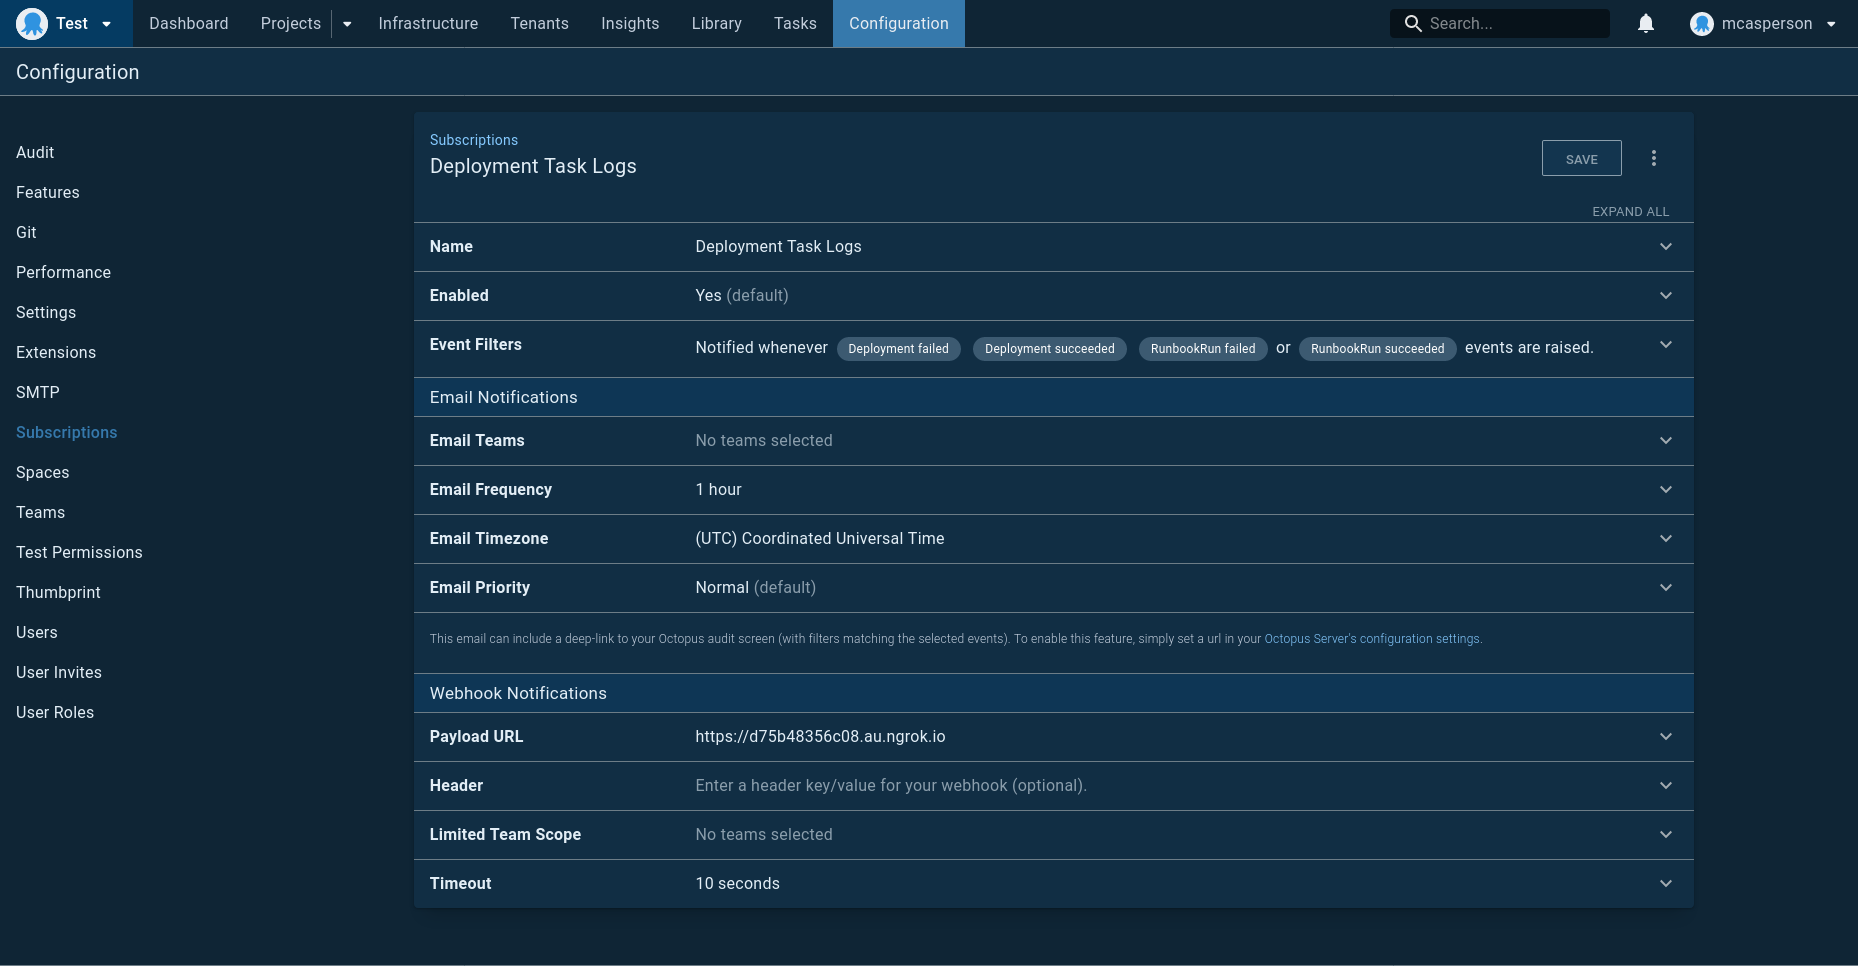 Test Dashboard Projects Infrastructure Tenants Insights Library Tasks Configuration Search... mcasperson
Configuration
Audit
Features
Git
Performance
Settings
Extensions
SMTP
Subscriptions
Spaces
Teams
Test Permissions
Thumbprint
Users
User Invites
User Roles
Subscriptions
Deployment Task Logs
SAVE
EXPAND ALL
Name Deployment Task Logs
Enabled Yes (default)
Event Filters Notified whenever Deployment failed Deployment succeeded RunbookRun failed or RunbookRun succeeded events are raised.
Email Notifications
Email Teams No teams selected
Email Frequency 1 hour
Email Timezone (UTC) Coordinated Universal Time
Email Priority Normal (default)
This email can include a deep-link to your Octopus audit screen (with filters matching the selected events). To enable this feature, simply set a url in your Octopus Server's configuration settings.
Webhook Notifications
Payload URL https://d75b48356c08.au.ngrok.io
Header Enter a header key/value for your webhook (optional).
Limited Team Scope No teams selected
Timeout 10 seconds